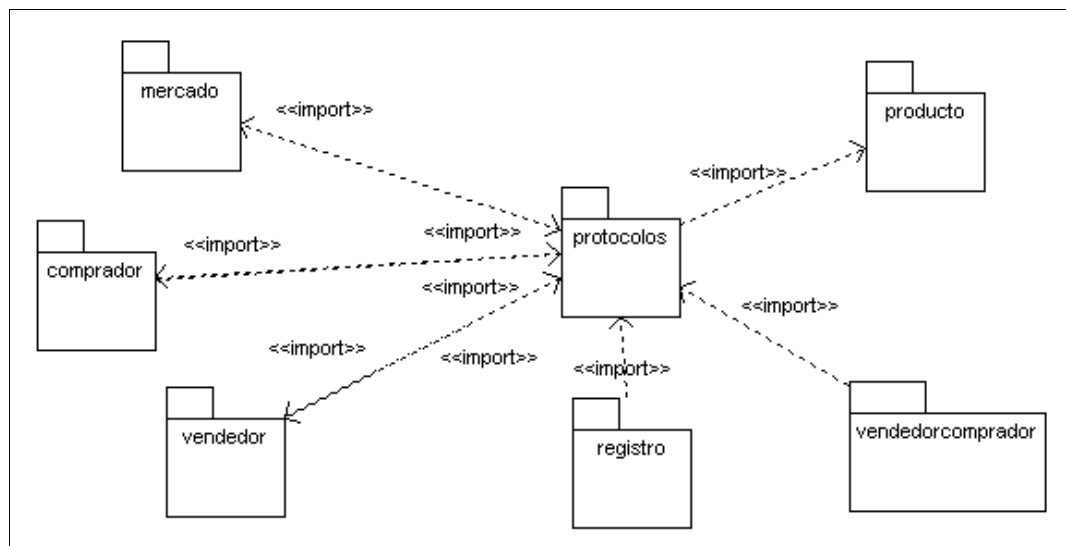 mercado
<<import>>
producto
<<import>>
protocolos
<<import>>
<<import>>
comprador
<<import>>
<<import>>
<<import>>
<<import>>
<<import>>
vendedor
registro
vendedorcomprador